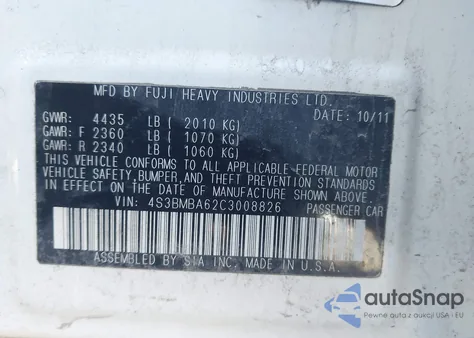 MFD BY FUJI HEAVY INDUSTRIES LTD.
GVWR: 4435 LB ( 2010 KG) DATE: 10/11
GAWR: F 2360 LB ( 1070 KG)
GAWR: R 2340 LB ( 1060 KG)
THIS VEHICLE CONFORMS TO ALL APPLICABLE FEDERAL MOTOR
VEHICLE SAFETY, BUMPER, AND THEFT PREVENTION STANDARDS
IN EFFECT ON THE DATE OF MANUFACTURE SHOWN ABOVE.
VIN: 4S3BMBA62C3008826 PASSENGER CAR
ASSEMBLED BY SIA INC. MADE IN U.S.A.
autoSnap
Pewne auta z aukcji USA i EU